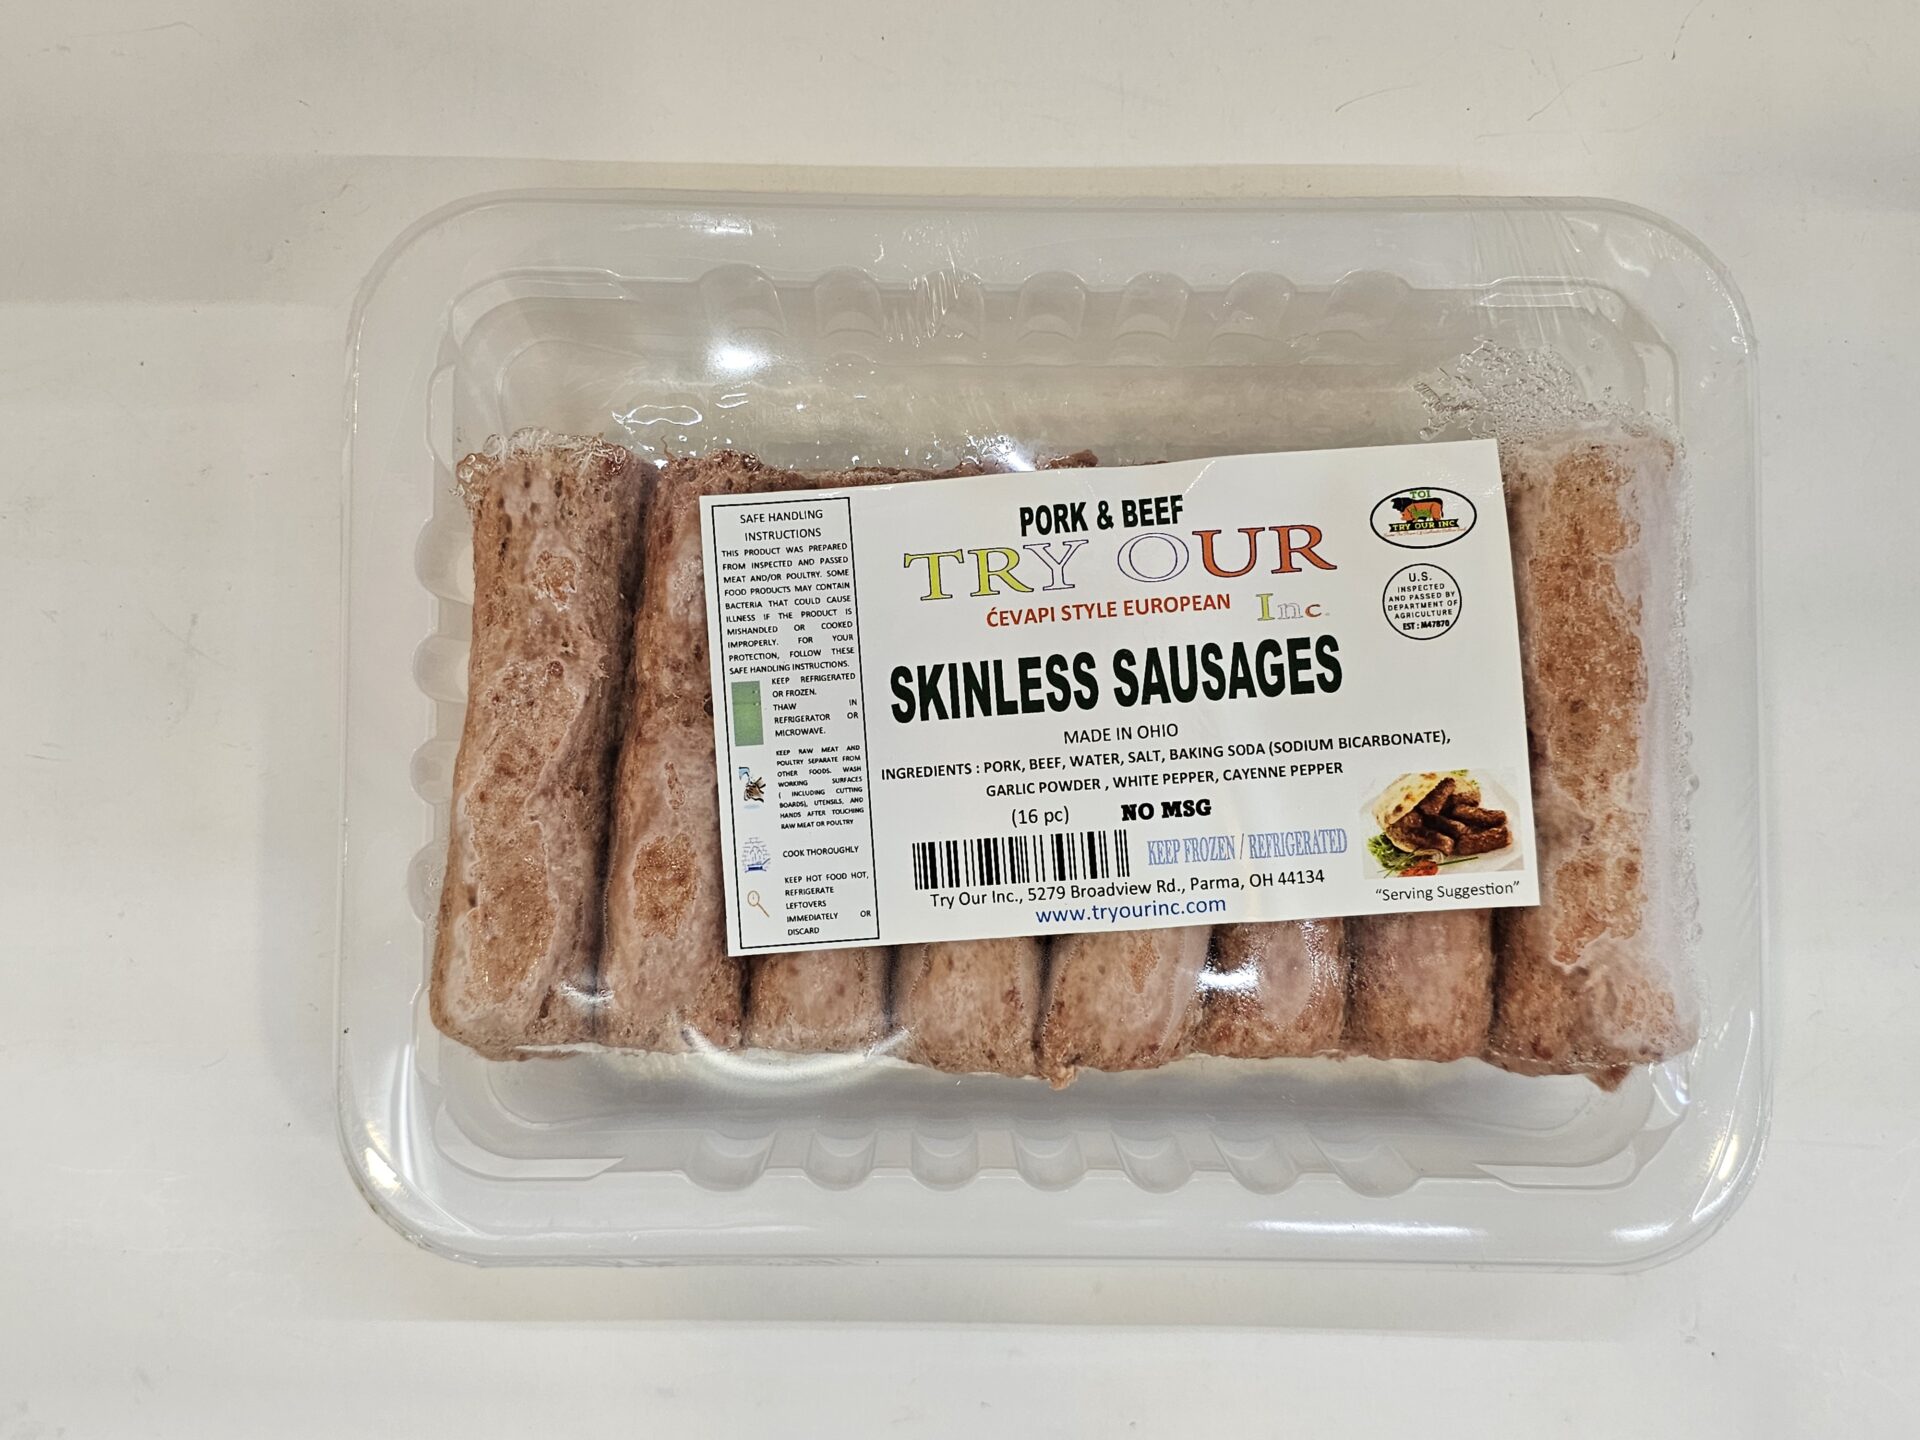 SAFE HANDLING
INSTRUCTIONS
THIS PRODUCT WAS PREPARED
FROM INSPECTED AND PASSED
MEAT AND/OR POULTRY. SOME
FOOD PRODUCTS MAY CONTAIN
BACTERIA THAT COULD CAUSE
ILLNESS IF THE PRODUCT IS
MISHANDLED OR COOKED
IMPROPERLY. FOR YOUR
PROTECTION, FOLLOW THESE
SAFE HANDLING INSTRUCTIONS.
KEEP REFRIGERATED
OR FROZEN.
THAW IN
REFRIGERATOR OR
MICROWAVE.
KEEP RAW MEAT AND
POULTRY SEPARATE FROM
OTHER FOODS. WASH
WORKING SURFACES
( INCLUDING CUTTING
BOARDS), UTENSILS, AND
HANDS AFTER TOUCHING
RAW MEAT OR POULTRY
COOK THOROUGHLY
KEEP HOT FOOD HOT,
REFRIGERATE
LEFTOVERS
IMMEDIATELY OR
DISCARD
PORK & BEEF
TRY OUR
ĆEVAPI STYLE EUROPEAN Inc.
SKINLESS SAUSAGES
MADE IN OHIO
INGREDIENTS : PORK, BEEF, WATER, SALT, BAKING SODA (SODIUM BICARBONATE),
GARLIC POWDER , WHITE PEPPER, CAYENNE PEPPER
(16 pc) NO MSG
KEEP FROZEN / REFRIGERATED
Try Our Inc., 5279 Broadview Rd., Parma, OH 44134
www.tryourinc.com
TOI
TRY OUR INC
U.S.
INSPECTED
AND PASSED BY
DEPARTMENT OF
AGRICULTURE
EST : M47870
"Serving Suggestion"